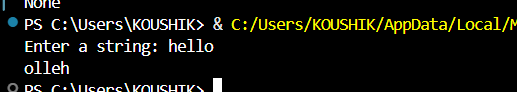 None
PS C:\Users\KOUSHIK> & C:/Users/KOUSHIK/AppData/Local/M
Enter a string: hello
olleh
PS C:\Users\KOUSHIK>